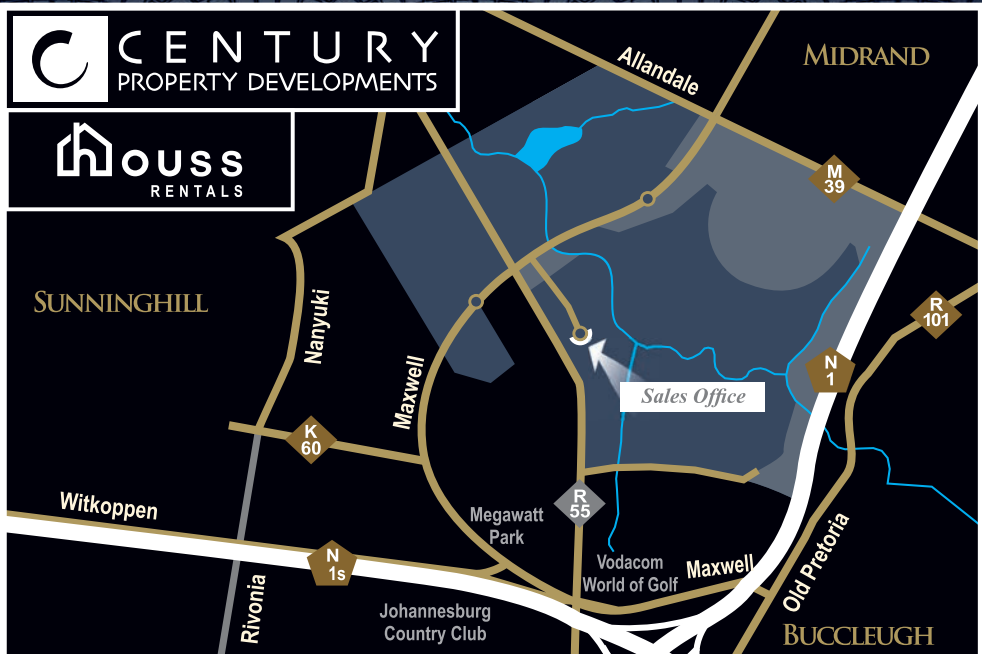 CENTURY
PROPERTY DEVELOPMENTS
houss
RENTALS
MIDRAND
Allandale
M
39
SUNNINGHILL
Nanyuki
R
101
Maxwell
N
1
Sales Office
K
60
Witkoppen
R
55
Megawatt
Park
N
1s
Rivonia
Vodacom
World of Golf
Maxwell
Old Pretoria
Johannesburg
Country Club
BUCCLEUGH